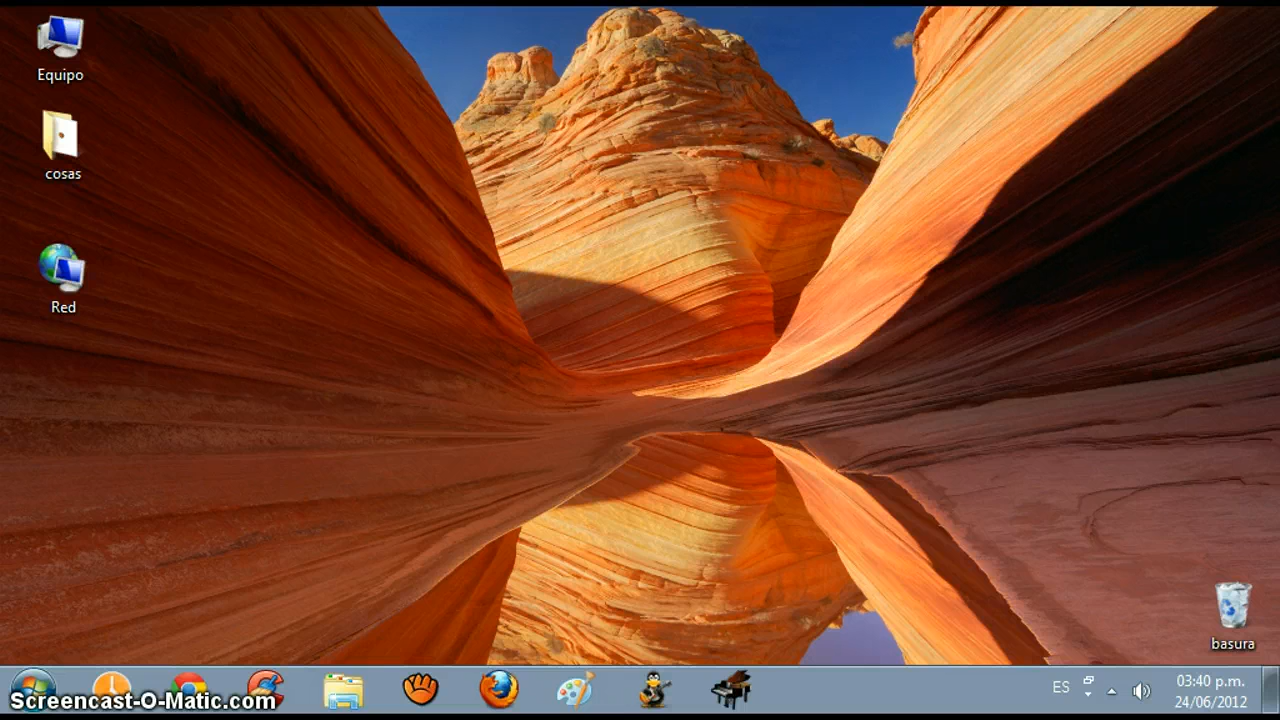 Equipo
cosas
Red
basura
ES
03:40 p.m.
24/06/2012
Screencast-O-Matic.com